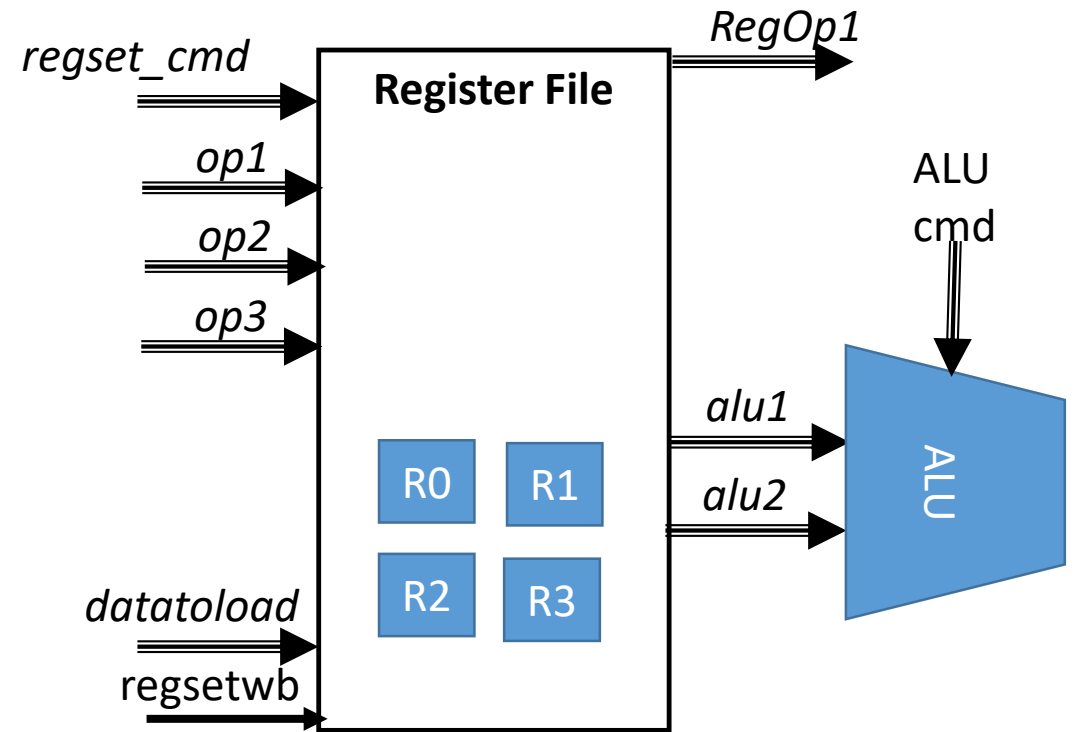 RegOp1
regset_cmd
Register File
op1
ALU
cmd
op2
op3
alu1
ALU
R0
R1
alu2
R2
R3
datatoload
regsetwb